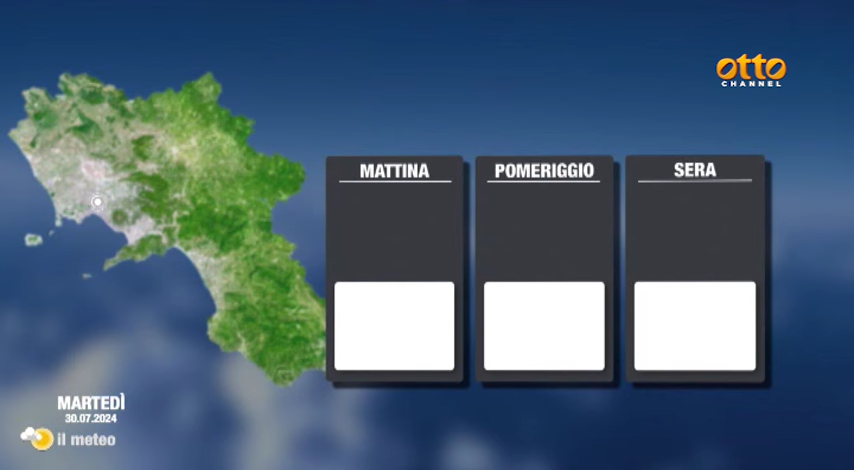 otto
CHANNEL
MATTINA
POMERIGGIO
SERA
MARTEDÌ
30.07.2024
il meteo